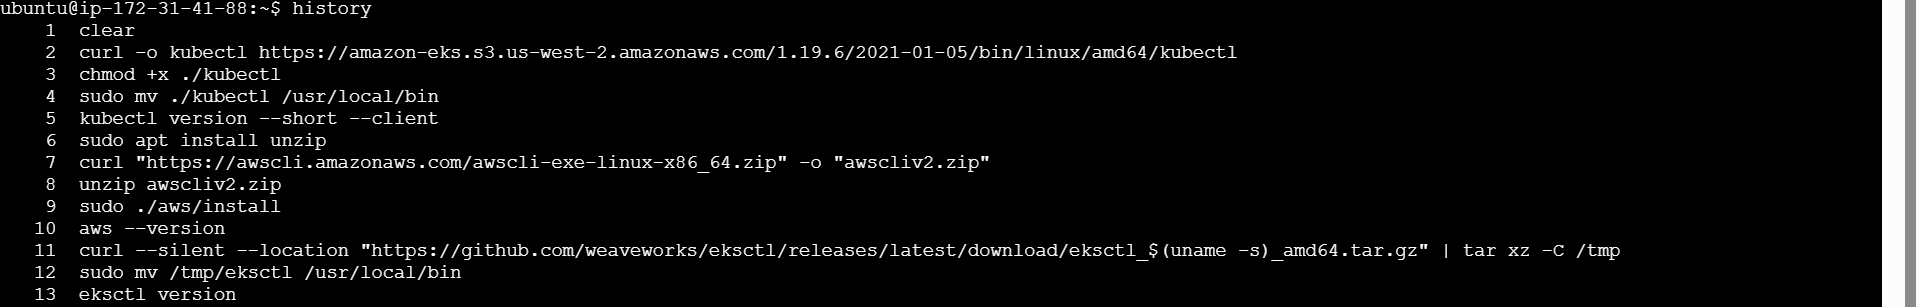 ubuntu@ip-172-31-41-88:~$ history
1 clear
2 curl -o kubectl https://amazon-eks.s3.us-west-2.amazonaws.com/1.19.6/2021-01-05/bin/linux/amd64/kubectl
3 chmod +x ./kubectl
4 sudo mv ./kubectl /usr/local/bin
5 kubectl version --short --client
6 sudo apt install unzip
7 curl "https://awscli.amazonaws.com/awscli-exe-linux-x86_64.zip" -o "awscliv2.zip"
8 unzip awscliv2.zip
9 sudo ./aws/install
10 aws --version
11 curl --silent --location "https://github.com/weaveworks/eksctl/releases/latest/download/eksctl_$(uname -s)_amd64.tar.gz" | tar xz -C /tmp
12 sudo mv /tmp/eksctl /usr/local/bin
13 eksctl version